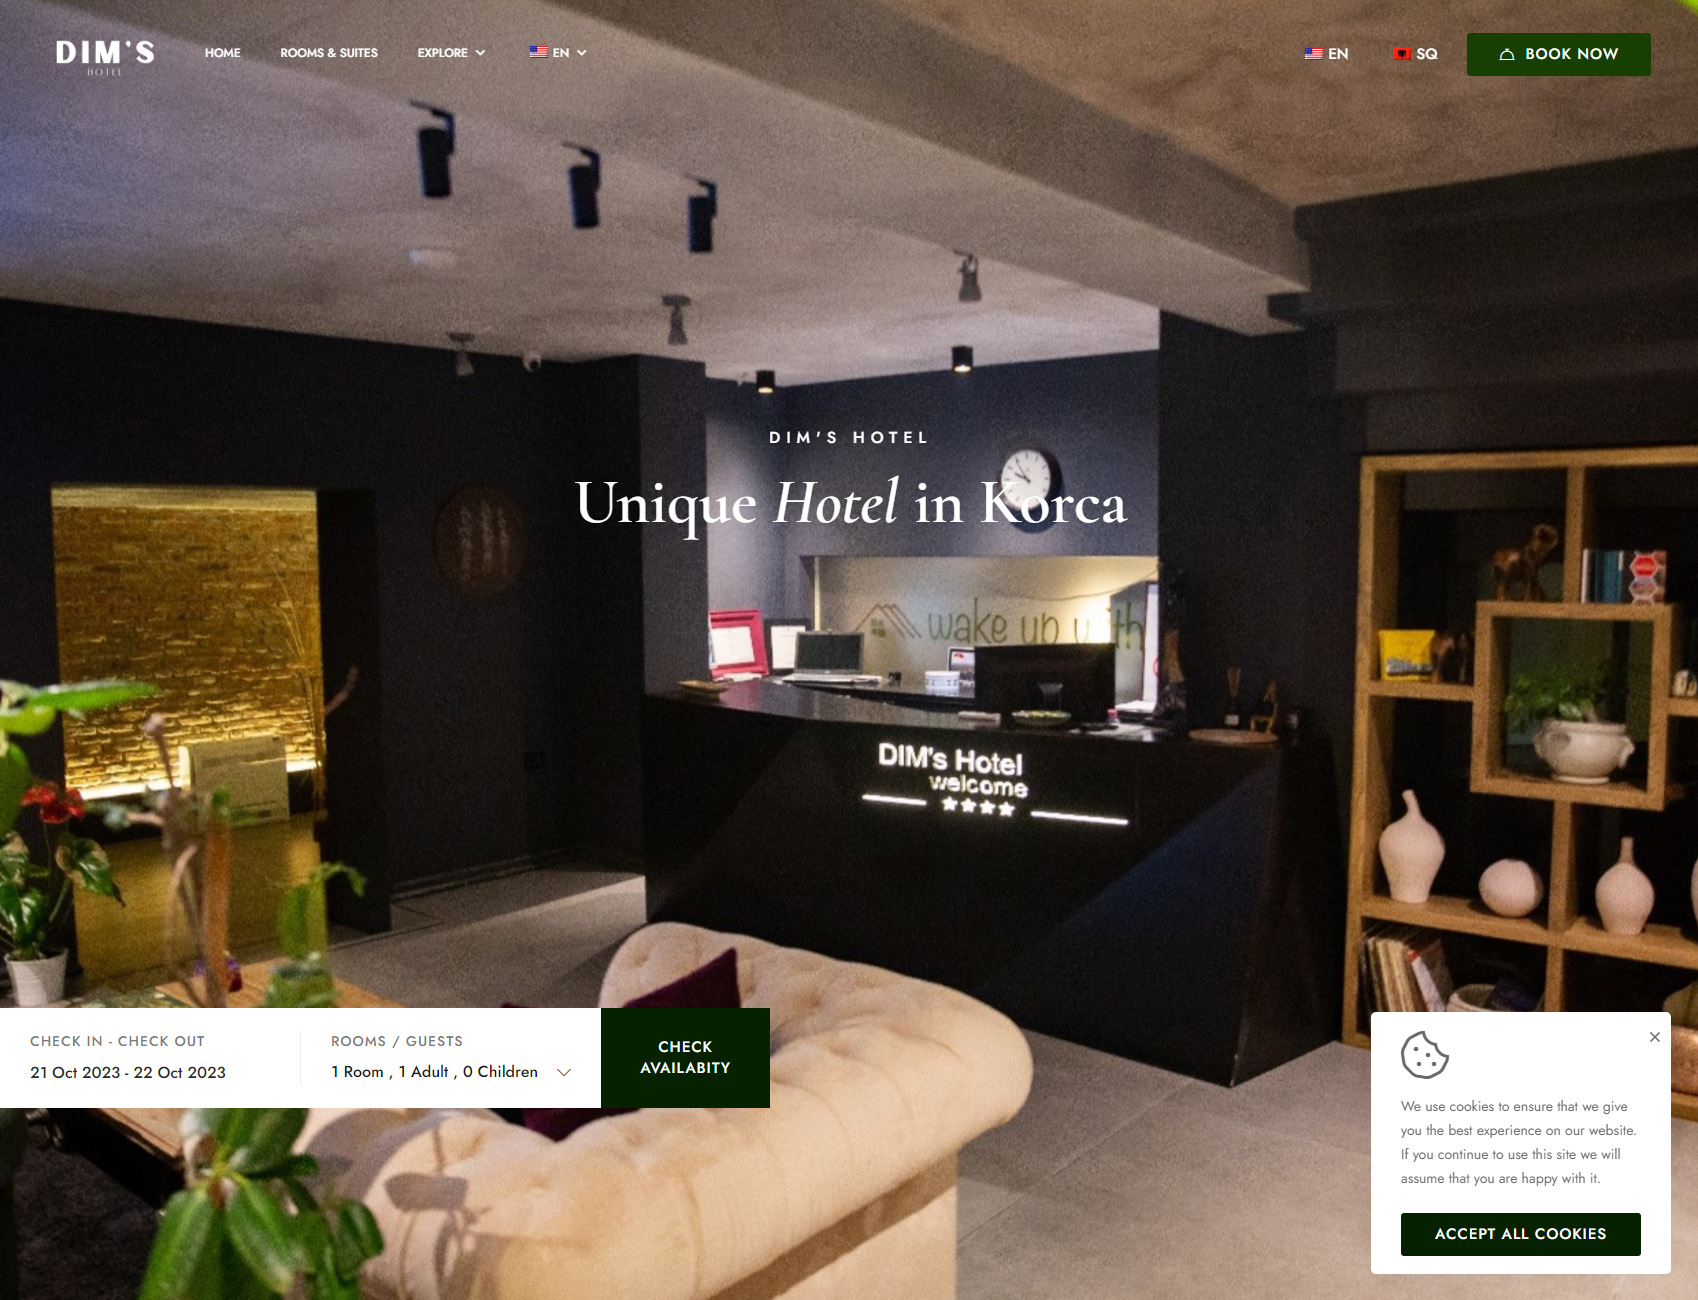 DIM'S
HOTEL
HOME
ROOMS & SUITES
EXPLORE
EN
EN
SQ
BOOK NOW
DIM'S HOTEL
Unique Hotel in Korca
wake up with
DIM's Hotel
welcome
CHECK IN - CHECK OUT
21 Oct 2023 - 22 Oct 2023
ROOMS / GUESTS
1 Room , 1 Adult , 0 Children
CHECK
AVAILABITY
We use cookies to ensure that we give
you the best experience on our website.
If you continue to use this site we will
assume that you are happy with it.
ACCEPT ALL COOKIES